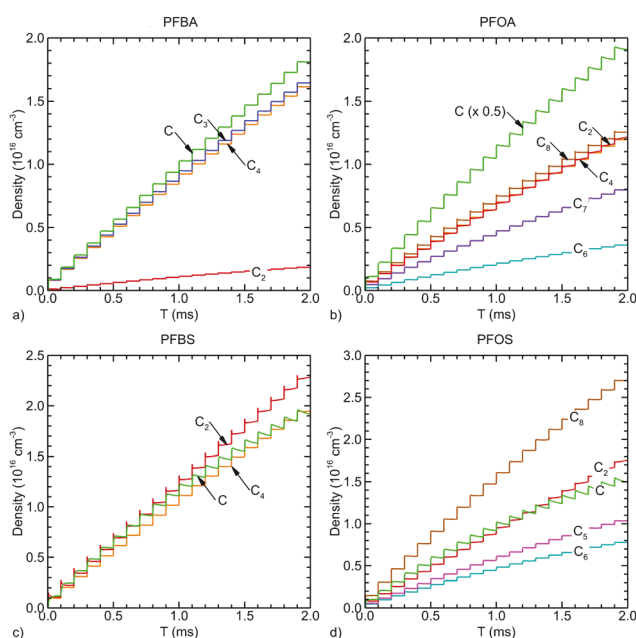 PFBA
PFOA
2.0
1.5
1.0
0.5
0.0
Density (10¹⁶ cm⁻³)
C
C₃
C₄
C₂
0.0
0.5
1.0
1.5
2.0
T (ms)
a)
2.0
1.5
1.0
0.5
0.0
Density (10¹⁶ cm⁻³)
C (x 0.5)
C₂
C₈
C₄
C₇
C₆
0.0
0.5
1.0
1.5
2.0
T (ms)
b)
PFBS
PFOS
2.5
2.0
1.5
1.0
0.5
0.0
Density (10¹⁶ cm⁻³)
C₂
C
C₄
0.0
0.5
1.0
1.5
2.0
T (ms)
c)
3.0
2.5
2.0
1.5
1.0
0.5
0.0
Density (10¹⁶ cm⁻³)
C₈
C₂
C
C₅
C₆
0.0
0.5
1.0
1.5
2.0
T (ms)
d)